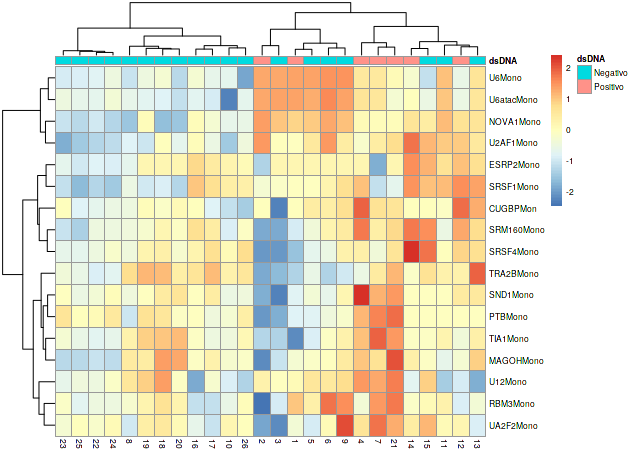 dsDNA
U6Mono
U6atacMono
NOVA1Mono
U2AF1Mono
ESRP2Mono
SRSF1Mono
CUGBPMon
SRM160Mono
SRSF4Mono
TRA2BMono
SND1Mono
PTBMono
TIA1Mono
MAGOHMono
U12Mono
RBM3Mono
UA2F2Mono
23 25 22 24 8 19 18 20 16 17 10 26 2 3 1 5 6 9 4 7 21 14 15 11 12 13
2
1
0
-1
-2
dsDNA
Negativo
Positivo